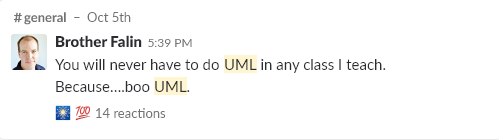 #general – Oct 5th
Brother Falin 5:39 PM
You will never have to do UML in any class I teach.
Because....boo UML.
💯 14 reactions